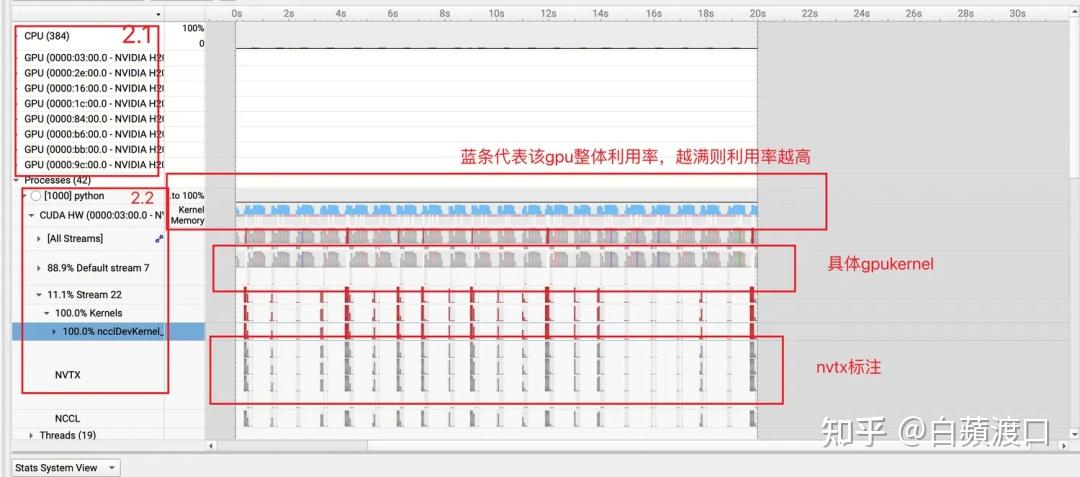 0s 2s 4s 6s 8s 10s 12s 14s 16s 18s 20s 22s 24s 26s 28s 30s
2.1
CPU (384)
100%
0
GPU (0000:03:00.0 - NVIDIA H20
GPU (0000:2e:00.0 - NVIDIA H20
GPU (0000:16:00.0 - NVIDIA H20
GPU (0000:1c:00.0 - NVIDIA H20
GPU (0000:84:00.0 - NVIDIA H20
GPU (0000:b6:00.0 - NVIDIA H20
GPU (0000:bb:00.0 - NVIDIA H20
GPU (0000:9c:00.0 - NVIDIA H20
蓝条代表该gpu整体利用率，越满则利用率越高
Processes (42)
[1000] python
2.2
.to 100%
CUDA HW (0000:03:00.0 - NV
Kernel
Memory
[All Streams]
88.9% Default stream 7
具体gpukernel
11.1% Stream 22
100.0% Kernels
100.0% ncclDevKernel_
NVTX
nvtx标注
NCCL
Threads (19)
知乎 @白蘋渡口
Stats System View